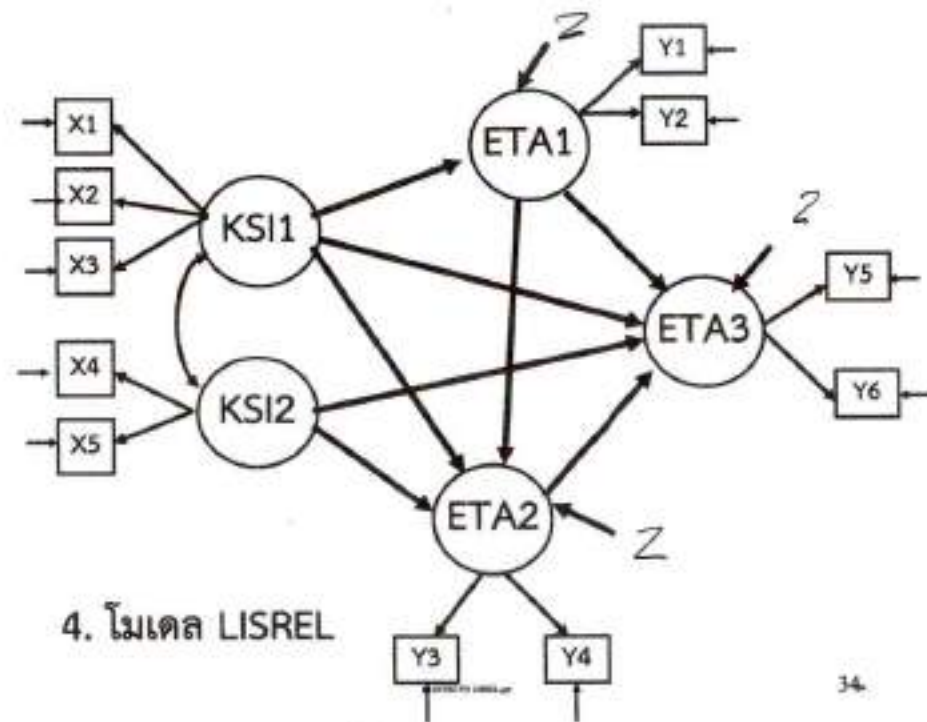 Z
Y1
X1
ETA1
Y2
X2
KSI1
Z
X3
Y5
ETA3
X4
Y6
KSI2
X5
ETA2
Z
4. โมเดล LISREL
Y3
Y4
34